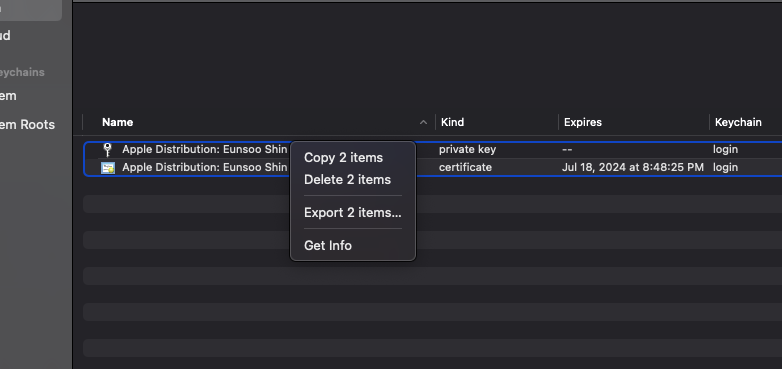 ud
eychains
em
em Roots
Name Kind Expires Keychain
Apple Distribution: Eunsoo Shin private key -- login
Apple Distribution: Eunsoo Shin certificate Jul 18, 2024 at 8:48:25 PM login
Copy 2 items
Delete 2 items
Export 2 items...
Get Info